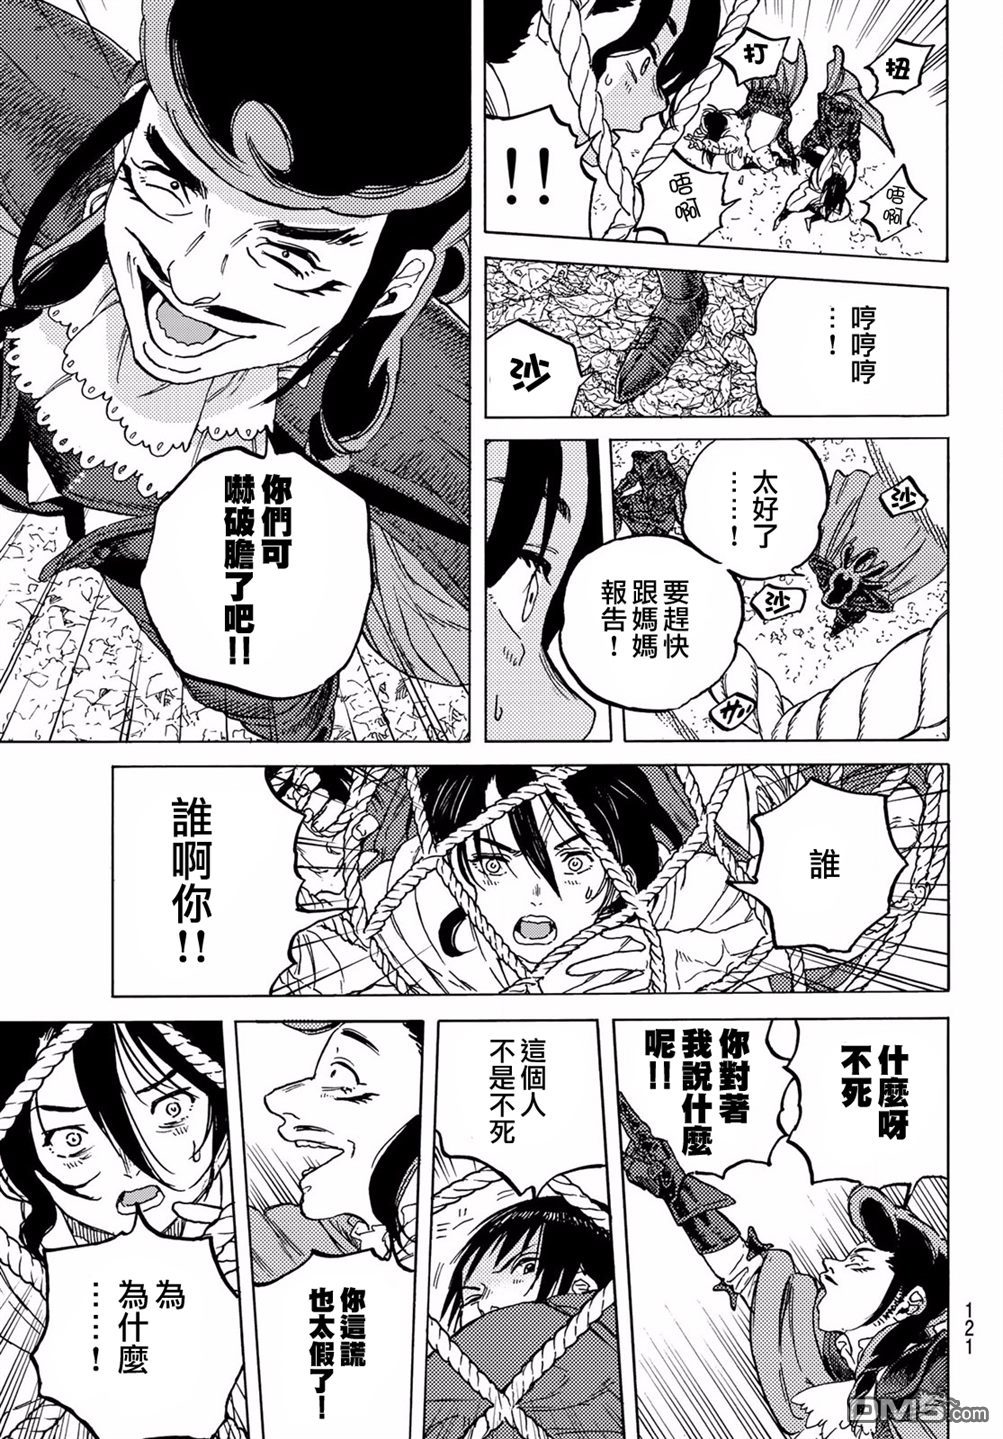 扭
打
唔
啊
唔
啊
!!
哼哼哼
……!
沙
太好了
……!
要趕快
跟媽媽
報告!
沙
沙
你們可
嚇破膽了吧!!
誰
誰啊你!!
什麼呀
不死
你對著
我說什麼
呢!!
這個人
不是不死
你這謊
也太假了!
為
為什麼
……!
121
DM5.com